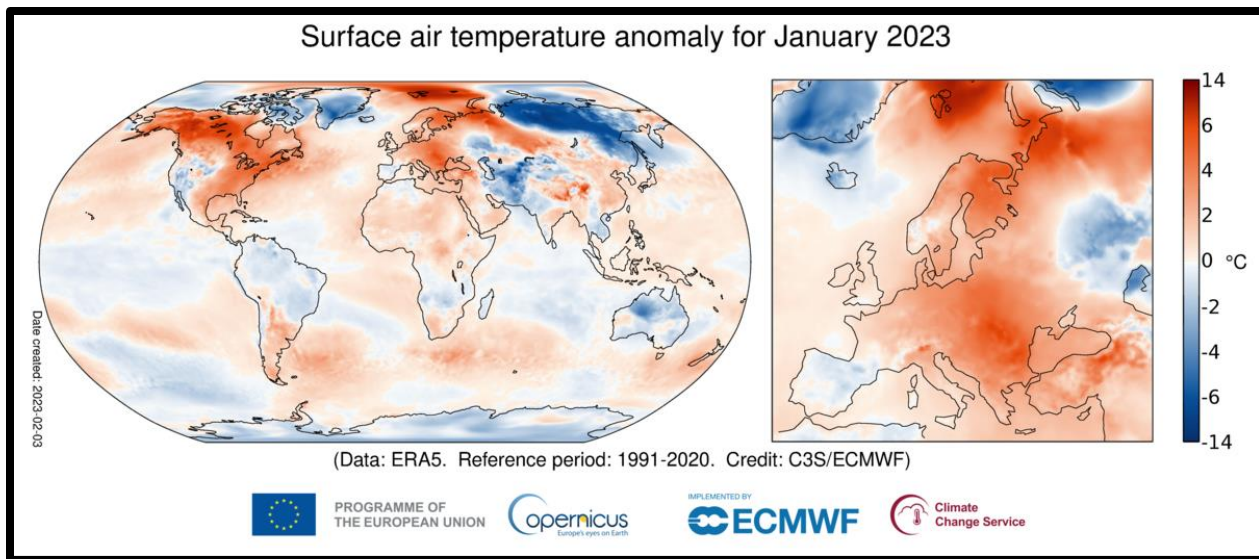 Surface air temperature anomaly for January 2023
14
6
4
2
0 °C
-2
-4
-6
-14
Date created: 2023-02-03
(Data: ERA5. Reference period: 1991-2020. Credit: C3S/ECMWF)
PROGRAMME OF
THE EUROPEAN UNION
opernicus
Europe's eyes on Earth
IMPLEMENTED BY
ECMWF
Climate
Change Service